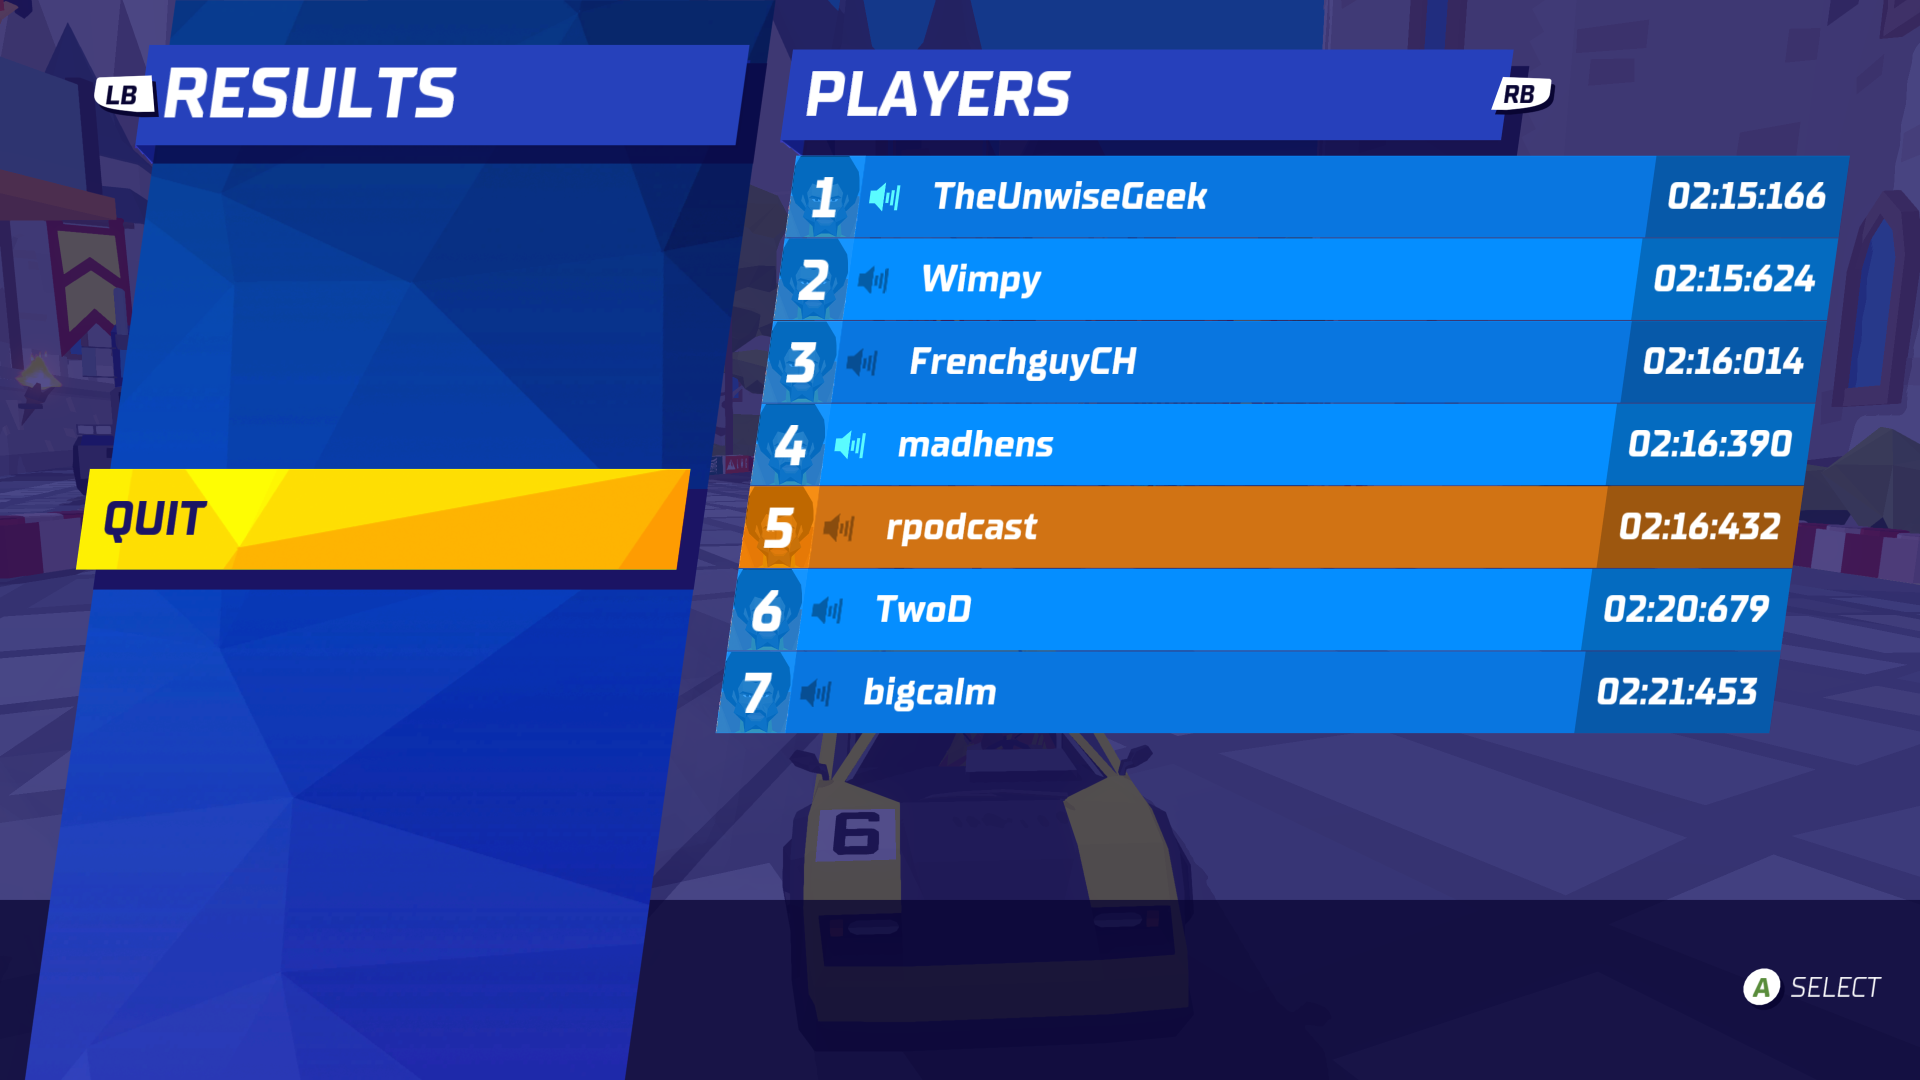 LB RESULTS
QUIT
PLAYERS RB
1 TheUnwiseGeek 02:15:166
2 Wimpy 02:15:624
3 FrenchguyCH 02:16:014
4 madhens 02:16:390
5 rpodcast 02:16:432
6 TwoD 02:20:679
7 bigcalm 02:21:453
6
A SELECT